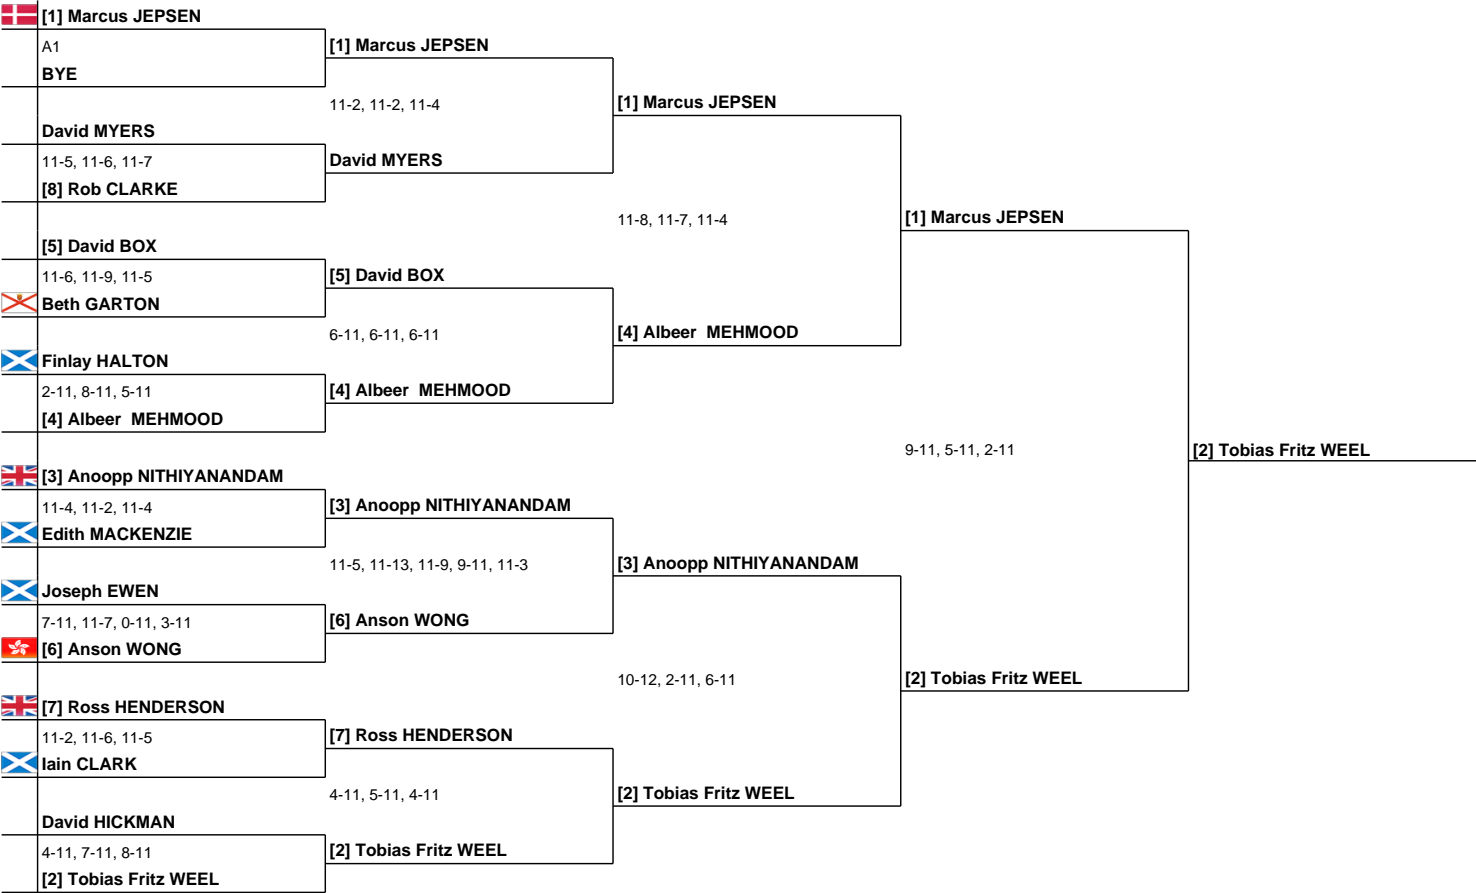 [1] Marcus JEPSEN
A1
BYE
David MYERS
11-5, 11-6, 11-7
[8] Rob CLARKE
[5] David BOX
11-6, 11-9, 11-5
Beth GARTON
Finlay HALTON
2-11, 8-11, 5-11
[4] Albeer  MEHMOOD
[3] Anoopp NITHIYANANDAM
11-4, 11-2, 11-4
Edith MACKENZIE
Joseph EWEN
7-11, 11-7, 0-11, 3-11
[6] Anson WONG
[7] Ross HENDERSON
11-2, 11-6, 11-5
Iain CLARK
David HICKMAN
4-11, 7-11, 8-11
[2] Tobias Fritz WEEL
[1] Marcus JEPSEN
11-2, 11-2, 11-4
David MYERS
[5] David BOX
6-11, 6-11, 6-11
[4] Albeer  MEHMOOD
[3] Anoopp NITHIYANANDAM
11-5, 11-13, 11-9, 9-11, 11-3
[6] Anson WONG
[7] Ross HENDERSON
4-11, 5-11, 4-11
[2] Tobias Fritz WEEL
[1] Marcus JEPSEN
11-8, 11-7, 11-4
[4] Albeer  MEHMOOD
[3] Anoopp NITHIYANANDAM
10-12, 2-11, 6-11
[2] Tobias Fritz WEEL
[1] Marcus JEPSEN
9-11, 5-11, 2-11
[2] Tobias Fritz WEEL
[2] Tobias Fritz WEEL